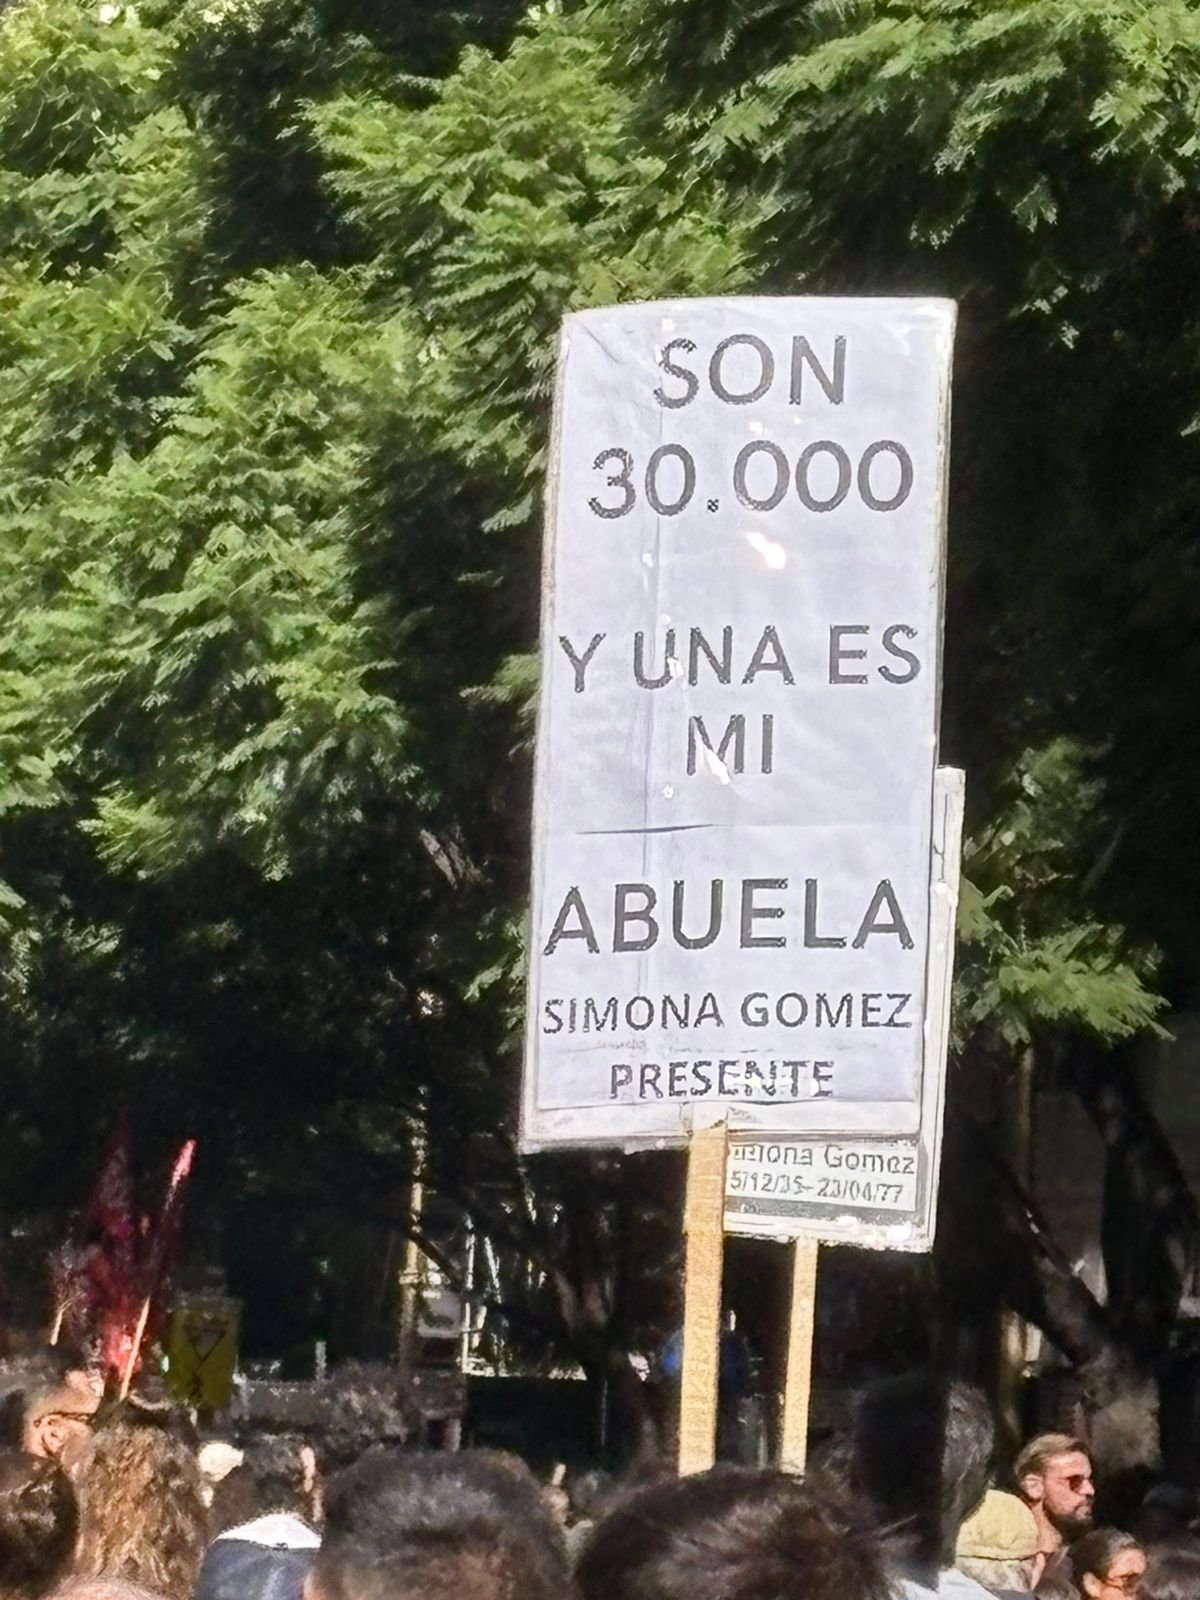 SON
30.000
Y UNA ES
MI
ABUELA
SIMONA GOMEZ
PRESENTE
Gomez